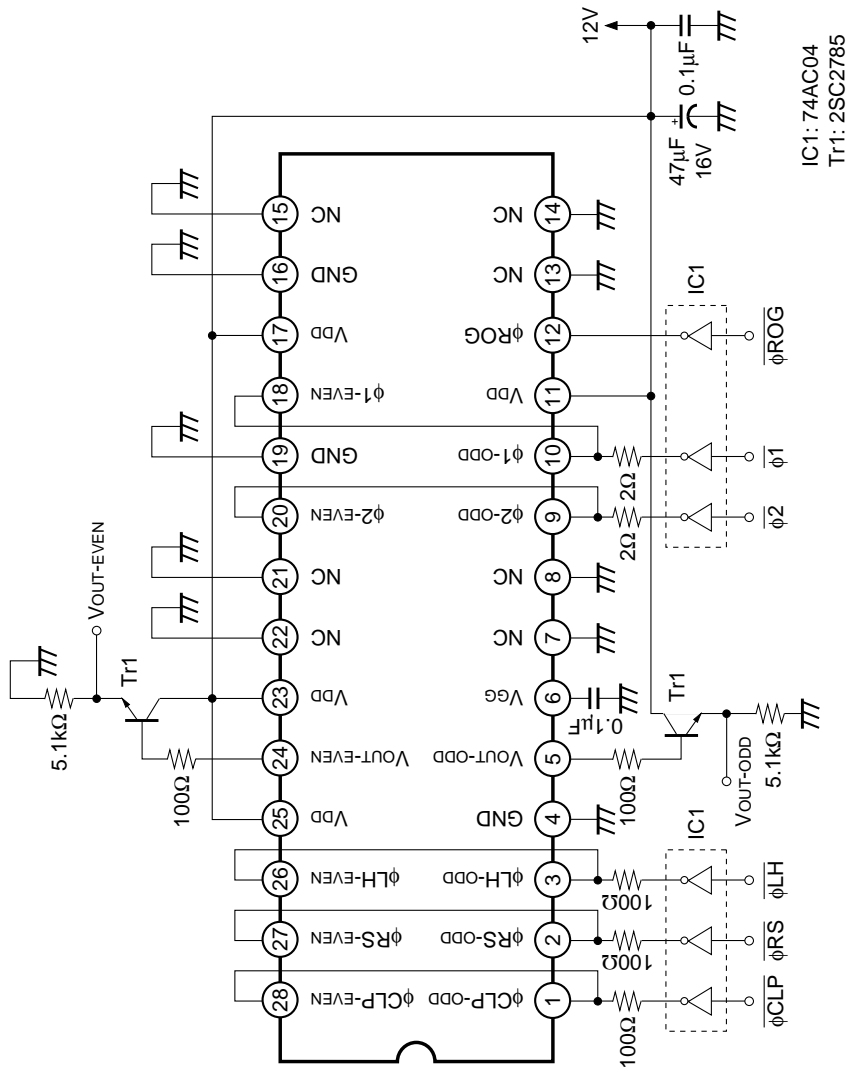 12V
0.1µF
47µF
16V
+
IC1: 74AC04
Tr1: 2SC2785
15
16
17
18
19
20
21
22
23
24
25
26
27
28
NC
GND
VDD
φ1-EVEN
GND
φ2-EVEN
NC
NC
VDD
VOUT-EVEN
VDD
φLH-EVEN
φRS-EVEN
φCLP-EVEN
NC
NC
φROG
VDD
φ1-ODD
φ2-ODD
NC
NC
VGG
VOUT-ODD
GND
φLH-ODD
φRS-ODD
φCLP-ODD
14
13
12
11
10
9
8
7
6
5
4
3
2
1
VOUT-EVEN
Tr1
5.1kΩ
100Ω
IC1
φROG
2Ω
φ1
2Ω
φ2
0.1µF
Tr1
100Ω
5.1kΩ
VOUT-ODD
IC1
100Ω
φLH
100Ω
φRS
100Ω
φCLP